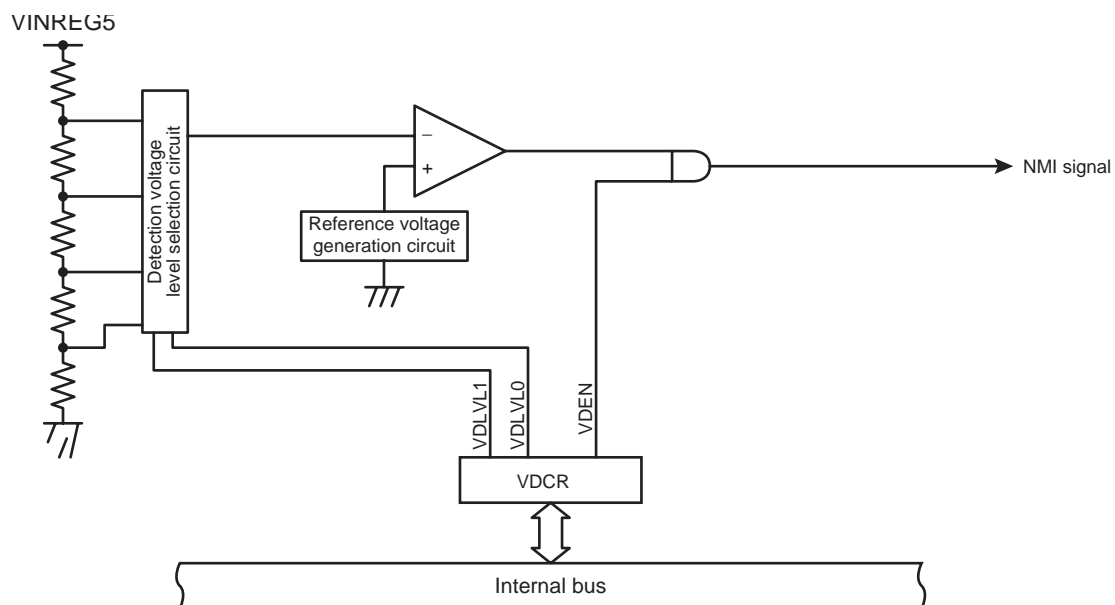 VINREG5
Detection voltage
level selection circuit
−
+
Reference voltage
generation circuit
NMI signal
VDLVL1
VDLVL0
VDEN
VDCR
Internal bus